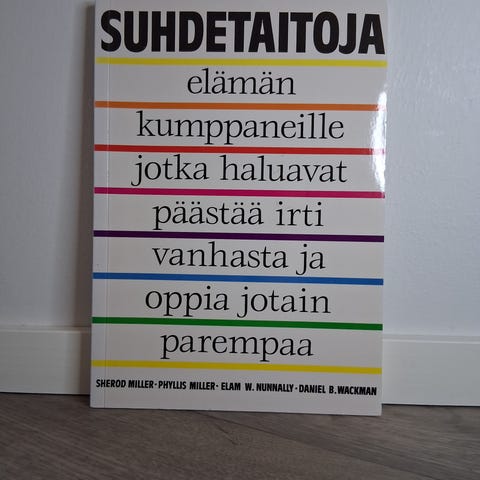 SUHDETAITOJA
elämän
kumppaneille
jotka haluavat
päästää irti
vanhasta ja
oppia jotain
parempaa
SHEROD MILLER · PHYLLIS MILLER · ELAM W. NUNNALLY · DANIEL B. WACKMAN